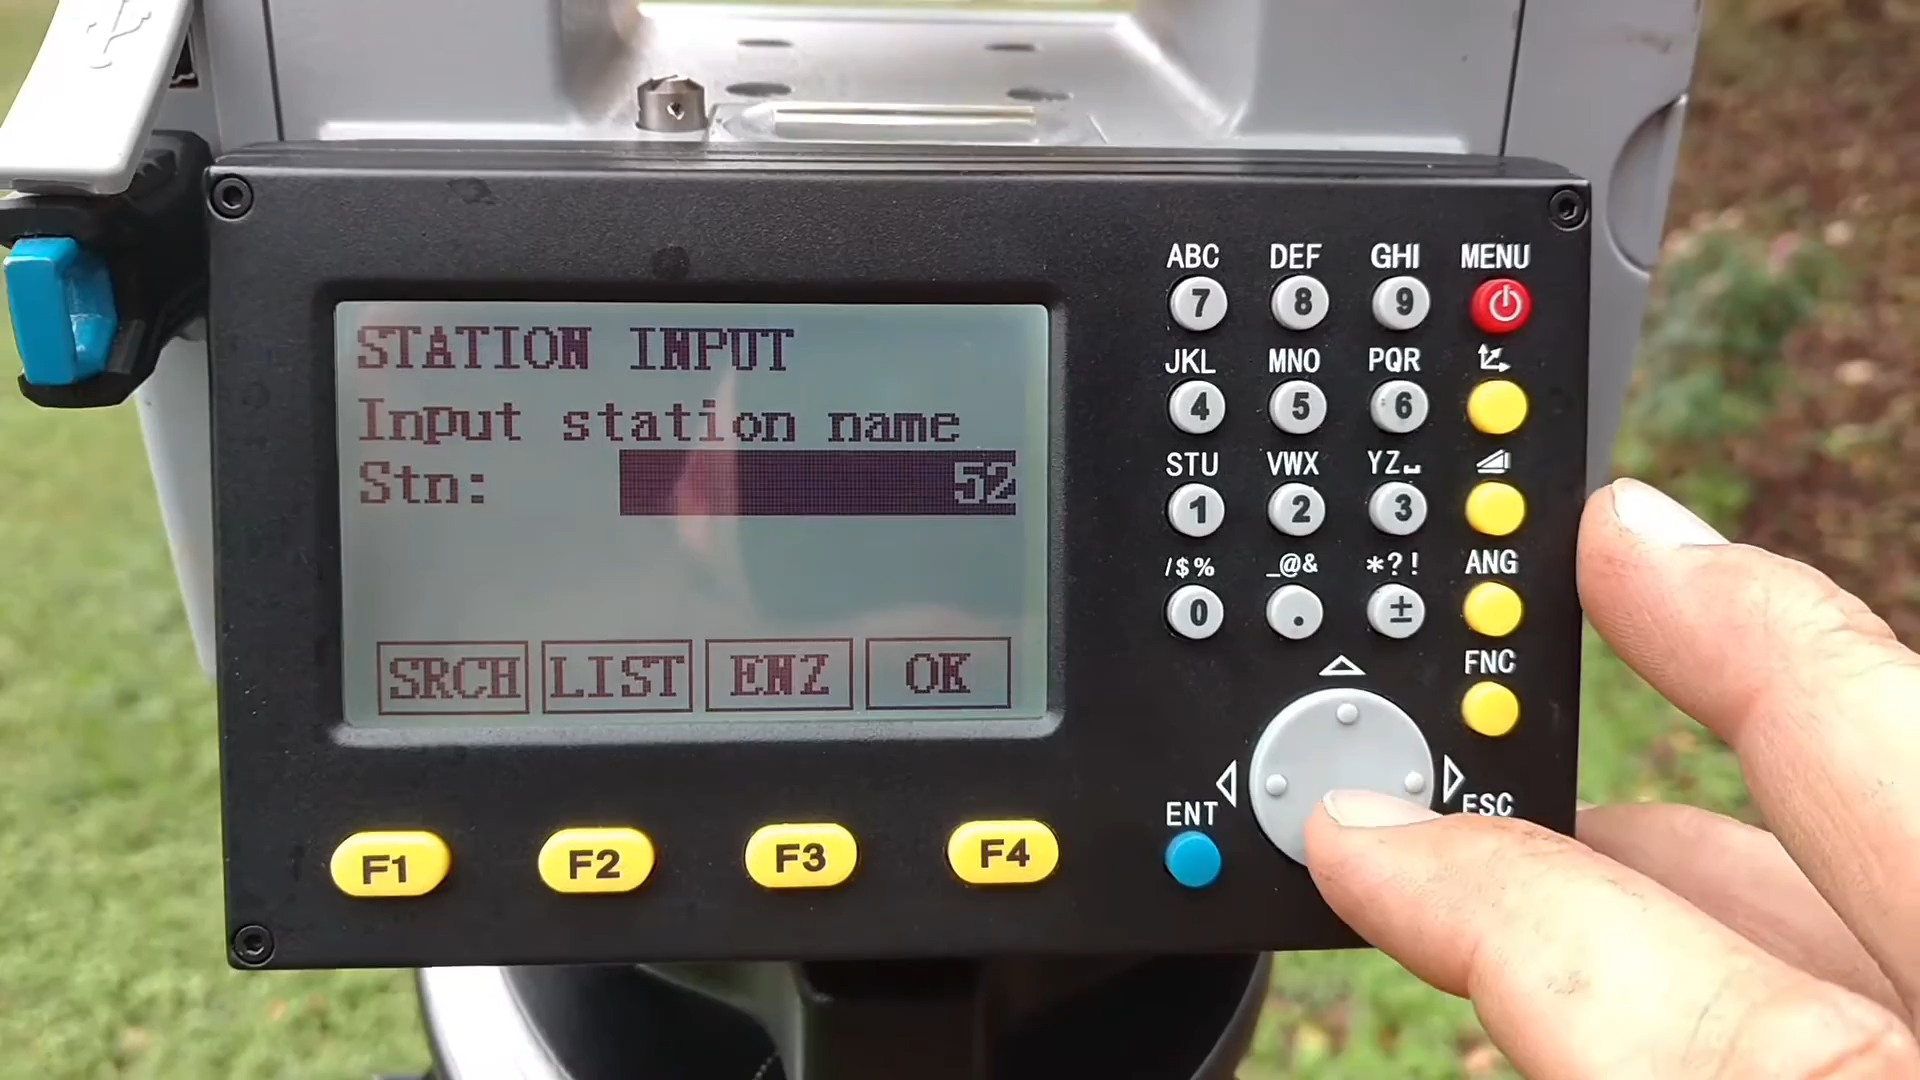 STATION INPUT
Input station name
Stn: 52
SRCH LIST ENZ OK
F1 F2 F3 F4
ABC DEF GHI MENU
7 8 9
JKL MNO PQR
4 5 6
STU VWX YZ␣
1 2 3
/$% _@& *?! ANG
0 . ±
FNC
ENT ESC